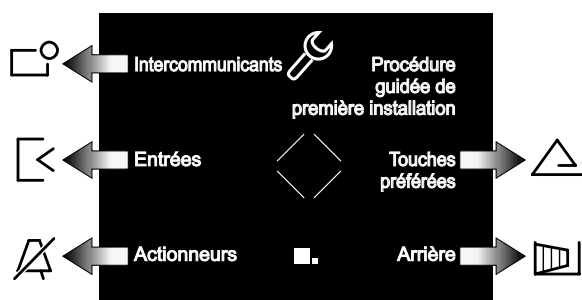 Intercommunicants
Procédure
guidée de
première installation
Entrées
Touches
préférées
Actionneurs
Arrière